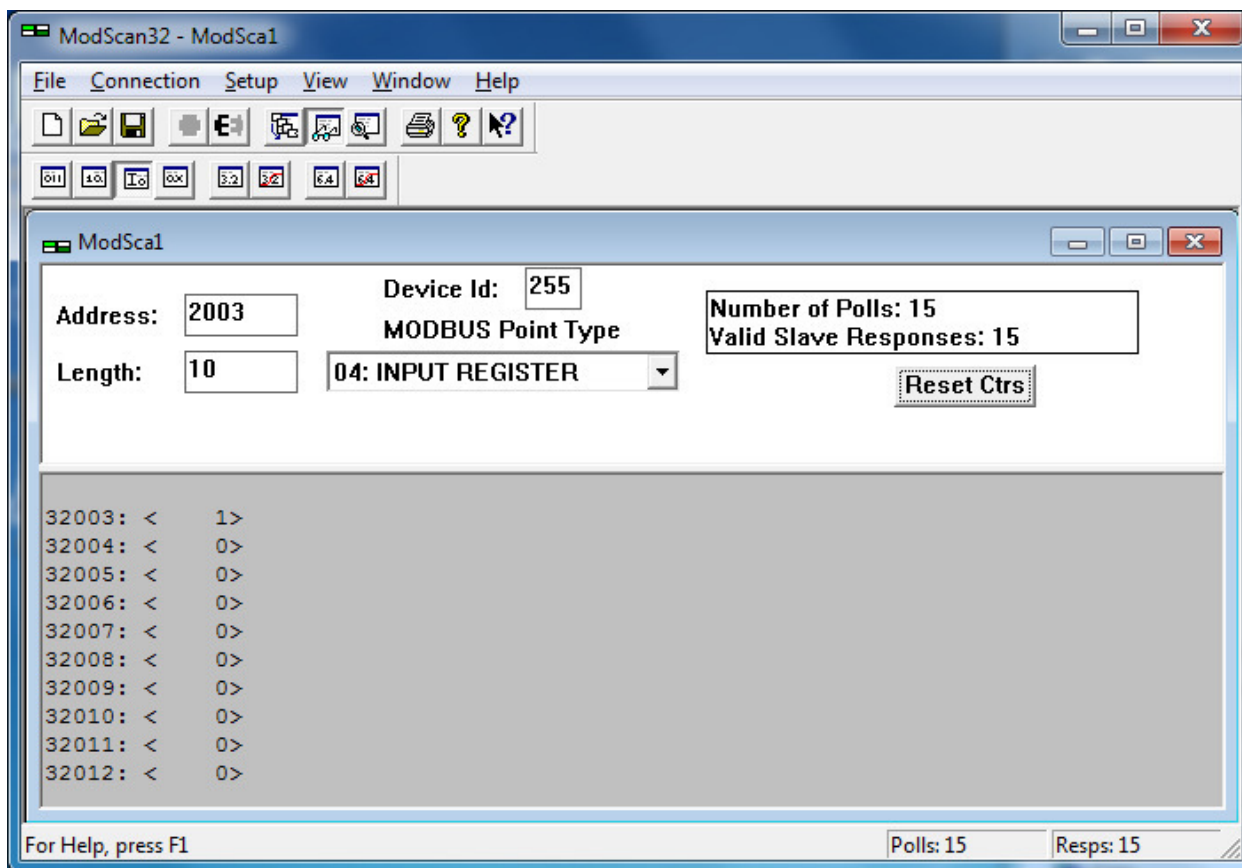 ModScan32 - ModSca1
File Connection Setup View Window Help
ModSca1
Address: 2003
Device Id: 255
MODBUS Point Type
Length: 10
04: INPUT REGISTER
Number of Polls: 15
Valid Slave Responses: 15
Reset Ctrs
32003: <     1>
32004: <     0>
32005: <     0>
32006: <     0>
32007: <     0>
32008: <     0>
32009: <     0>
32010: <     0>
32011: <     0>
32012: <     0>
For Help, press F1
Polls: 15
Resps: 15